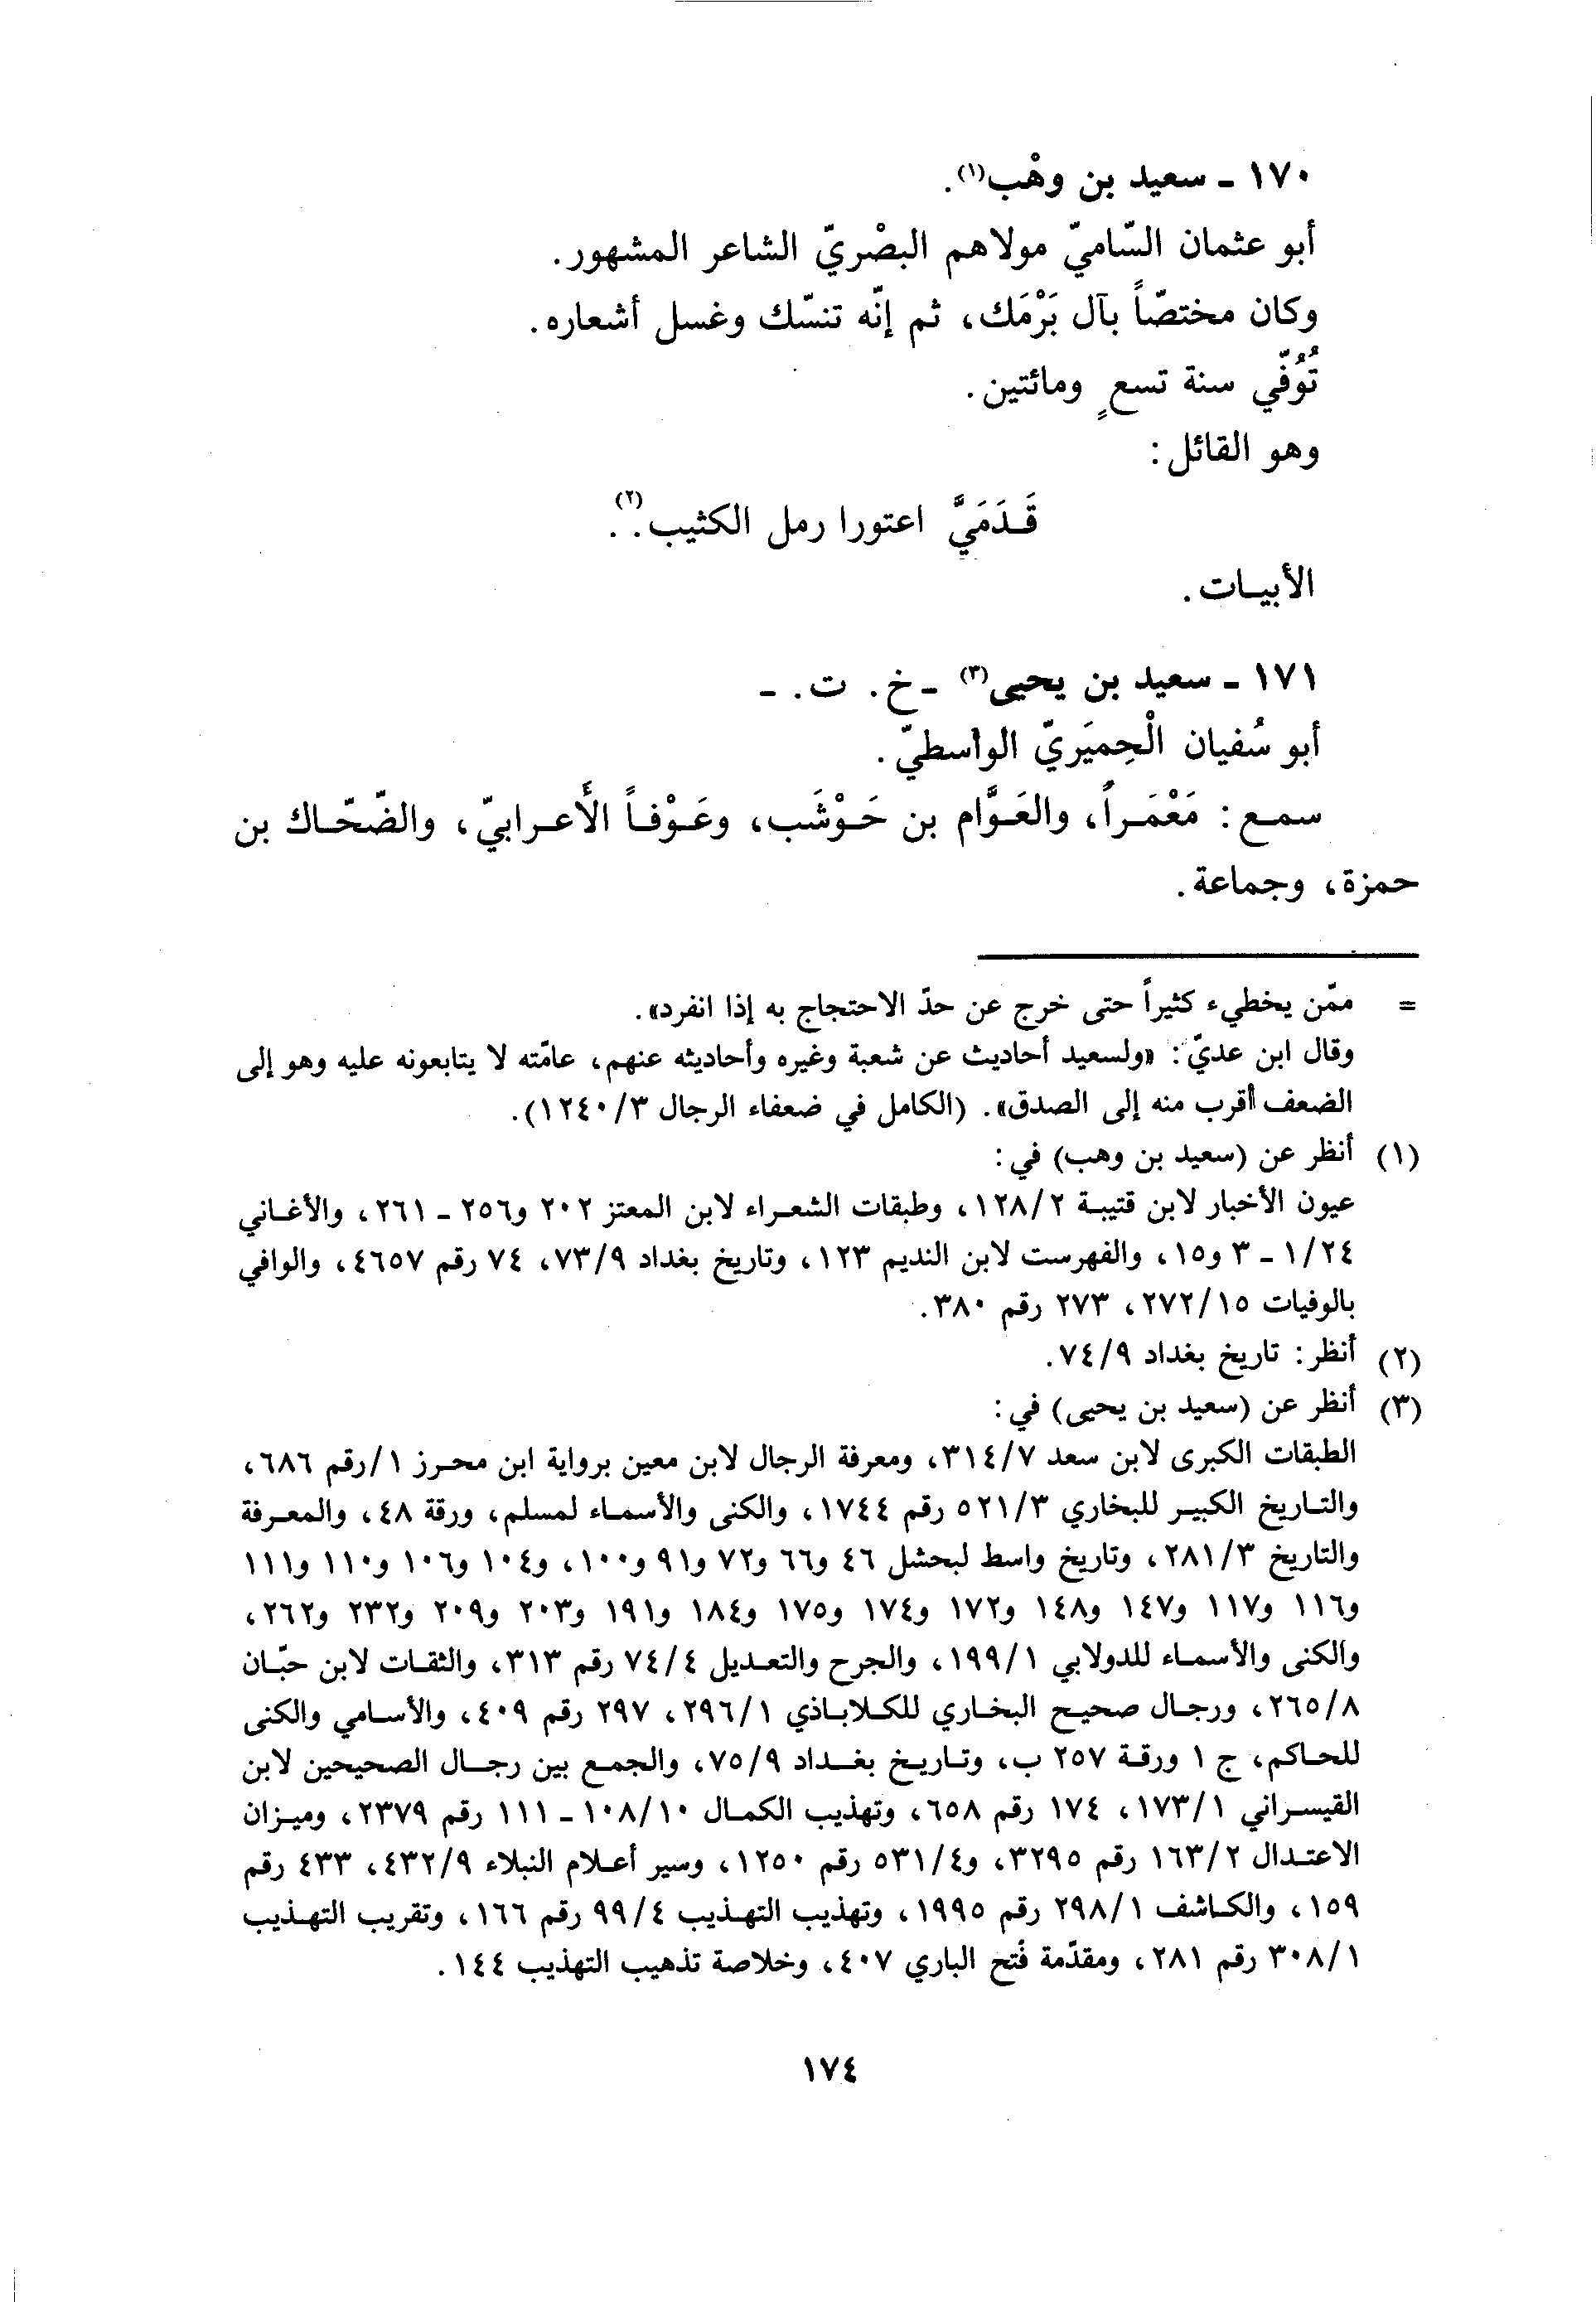 ١٧٠ - سعيد بن وهْب(١).
أبو عثمان السّاميّ مولاهم البصْريّ الشاعر المشهور.
وكان مختصّاً بآل بَرْمَك، ثم إنّه تنسّك وغسل أشعاره.
تُوُفّي سنة تسعٍ ومائتين.
وهو القائل:
قَدَمَيَّ اعتورا رمل الكثيب.(٢).
الأبيات.
١٧١ - سعيد بن يحيى(٣) - خ. ت. -
أبو سُفيان الْحِميَريّ الواسطيّ.
سمع: مَعْمَراً، والعَوَّام بن حَوْشَب، وعَوْفاً الأَعرابيّ، والضّحّاك بن
حمزة، وجماعة.
= ممّن يخطيء كثيراً حتى خرج عن حدّ الاحتجاج به إذا انفرد».
وقال ابن عديّ: «ولسعيد أحاديث عن شعبة وغيره وأحاديثه عنهم، عامّته لا يتابعونه عليه وهو إلى
الضعف أقرب منه إلى الصدق». (الكامل في ضعفاء الرجال ٣/١٢٤٠).
(١) أنظر عن (سعيد بن وهب) في:
عيون الأخبار لابن قتيبة ٢/١٢٨، وطبقات الشعراء لابن المعتز ٢٠٢ و٢٥٦ - ٢٦١، والأغاني
٢٤/١ - ٣ و١٥، والفهرست لابن النديم ١٢٣، وتاريخ بغداد ٩/٧٣، ٧٤ رقم ٤٦٥٧، والوافي
بالوفيات ١٥/٢٧٢، ٢٧٣ رقم ٣٨٠.
(٢) أنظر: تاريخ بغداد ٩/٧٤.
(٣) أنظر عن (سعيد بن يحيى) في:
الطبقات الكبرى لابن سعد ٧/٣١٤، ومعرفة الرجال لابن معين برواية ابن محرز ١/رقم ٦٨٦،
والتاريخ الكبير للبخاري ٣/٥٢١ رقم ١٧٤٤، والكنى والأسماء لمسلم، ورقة ٤٨، والمعرفة
والتاريخ ٣/٢٨١، وتاريخ واسط لبحشل ٤٦ و٦٦ و٧٢ و٩١ و١٠٠، و١٠٤ و١٠٦ و١١٠ و١١١
و١١٦ و١١٧ و١٤٧ و١٤٨ و١٧٢ و١٧٤ و١٧٥ و١٨٤ و١٩١ و٢٠٣ و٢٠٩ و٢٣٢ و٢٦٢،
والكنى والأسماء للدولابي ١/١٩٩، والجرح والتعديل ٤/٧٤ رقم ٣١٣، والثقات لابن حبّان
٨/٢٦٥، ورجال صحيح البخاري للكلاباذي ١/٢٩٦، ٢٩٧ رقم ٤٠٩، والأسامي والكنى
للحاكم، ج ١ ورقة ٢٥٧ ب، وتاريخ بغداد ٩/٧٥، والجمع بين رجال الصحيحين لابن
القيسراني ١/١٧٣، ١٧٤ رقم ٦٥٨، وتهذيب الكمال ١٠/١٠٨ - ١١١ رقم ٢٣٧٩، وميزان
الاعتدال ٢/١٦٣ رقم ٣٢٩٥، و٤/٥٣١ رقم ١٢٥٠، وسير أعلام النبلاء ٩/٤٣٢، ٤٣٣ رقم
١٥٩، والكاشف ١/٢٩٨ رقم ١٩٩٥، وتهذيب التهذيب ٤/٩٩ رقم ١٦٦، وتقريب التهذيب
١/٣٠٨ رقم ٢٨١، ومقدّمة فُتح الباري ٤٠٧، وخلاصة تذهيب التهذيب ١٤٤.
١٧٤